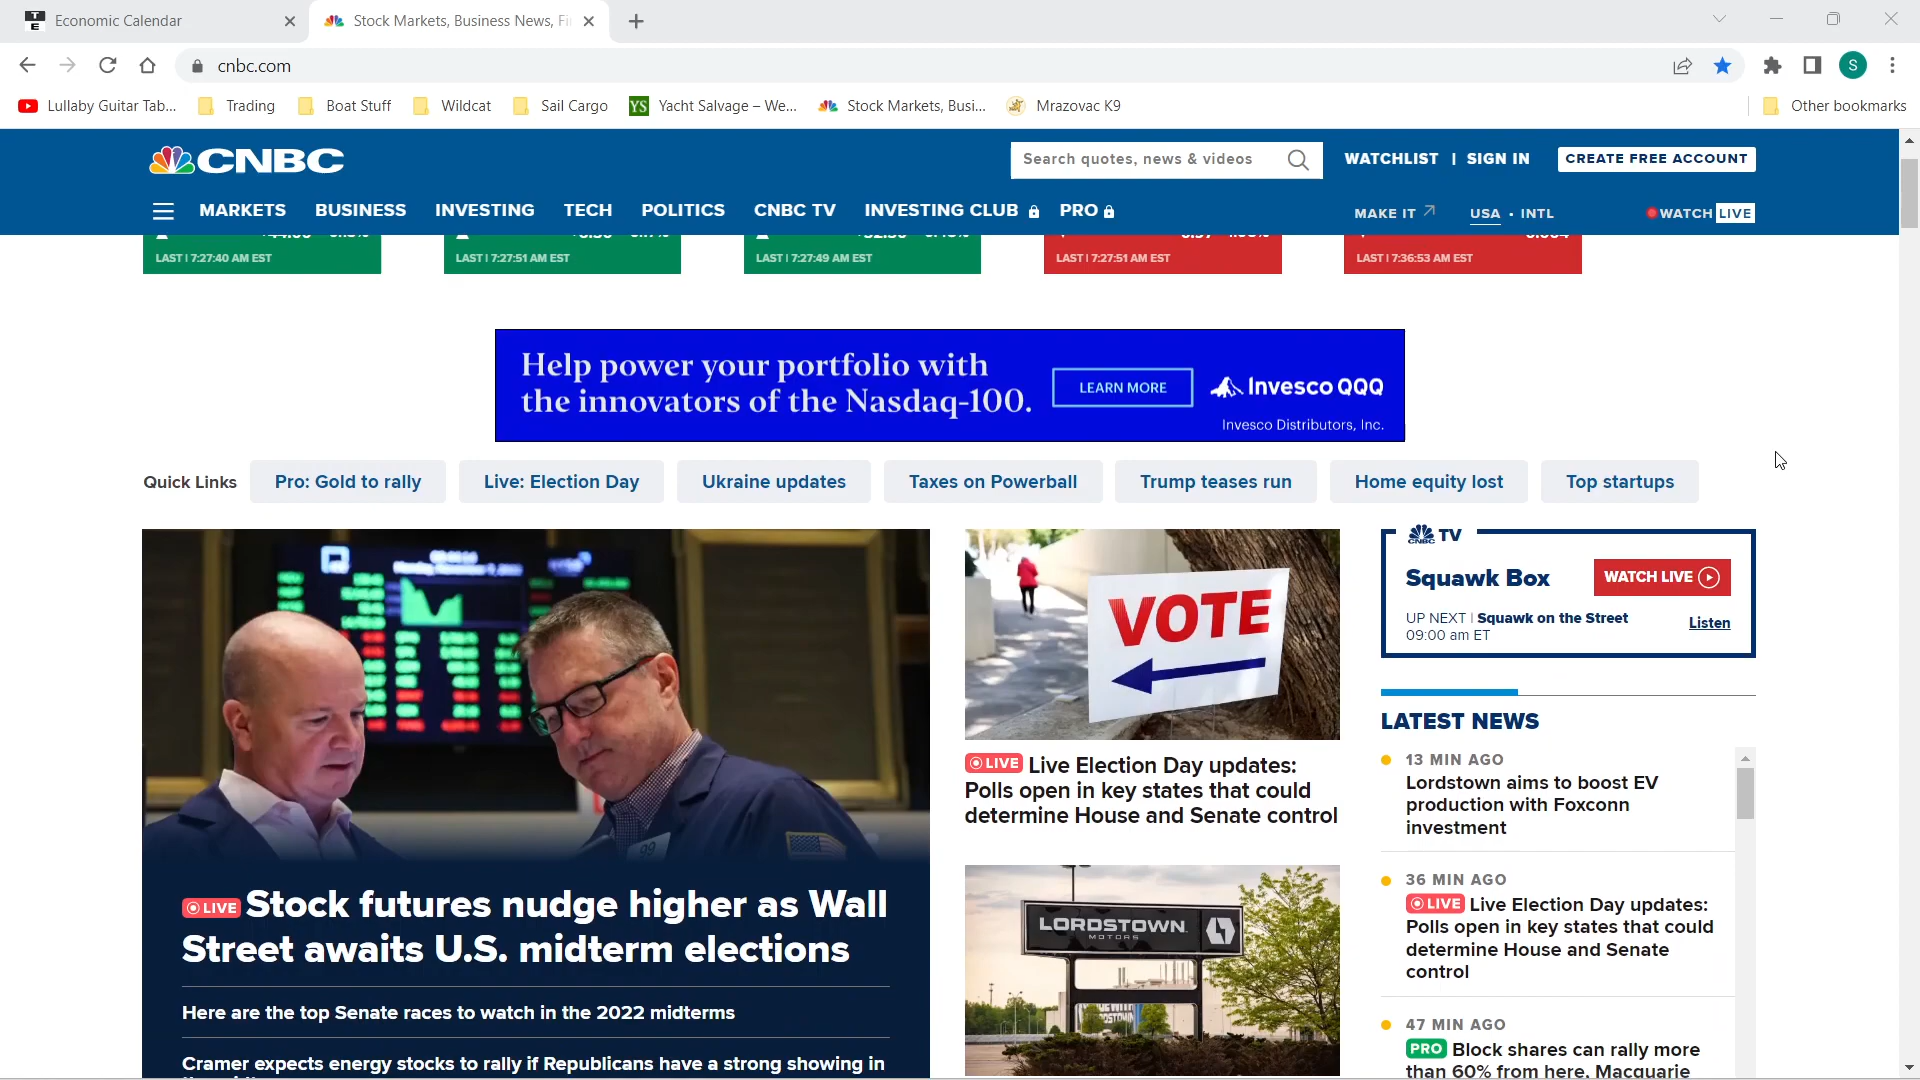 Economic Calendar
Stock Markets, Business News, Fi
cnbc.com
S
Lullaby Guitar Tab...
Trading
Boat Stuff
Wildcat
Sail Cargo
YS Yacht Salvage – We...
Stock Markets, Busi...
Mrazovac K9
Other bookmarks
CNBC
Search quotes, news & videos
WATCHLIST | SIGN IN
CREATE FREE ACCOUNT
MARKETS
BUSINESS
INVESTING
TECH
POLITICS
CNBC TV
INVESTING CLUB
PRO
MAKE IT
USA • INTL
WATCH LIVE
LAST | 7:27:40 AM EST
LAST | 7:27:51 AM EST
LAST | 7:27:49 AM EST
LAST | 7:27:51 AM EST
LAST | 7:36:53 AM EST
Help power your portfolio with
the innovators of the Nasdaq-100.
LEARN MORE
Invesco QQQ
Invesco Distributors, Inc.
Quick Links
Pro: Gold to rally
Live: Election Day
Ukraine updates
Taxes on Powerball
Trump teases run
Home equity lost
Top startups
LIVE Stock futures nudge higher as Wall
Street awaits U.S. midterm elections
Here are the top Senate races to watch in the 2022 midterms
Cramer expects energy stocks to rally if Republicans have a strong showing in
VOTE
LIVE Live Election Day updates:
Polls open in key states that could
determine House and Senate control
LORDSTOWN
MOTORS
CNBC TV
Squawk Box
WATCH LIVE
UP NEXT | Squawk on the Street
09:00 am ET
Listen
LATEST NEWS
13 MIN AGO
Lordstown aims to boost EV
production with Foxconn
investment
36 MIN AGO
LIVE Live Election Day updates:
Polls open in key states that could
determine House and Senate
control
47 MIN AGO
PRO Block shares can rally more
than 60% from here, Macquarie